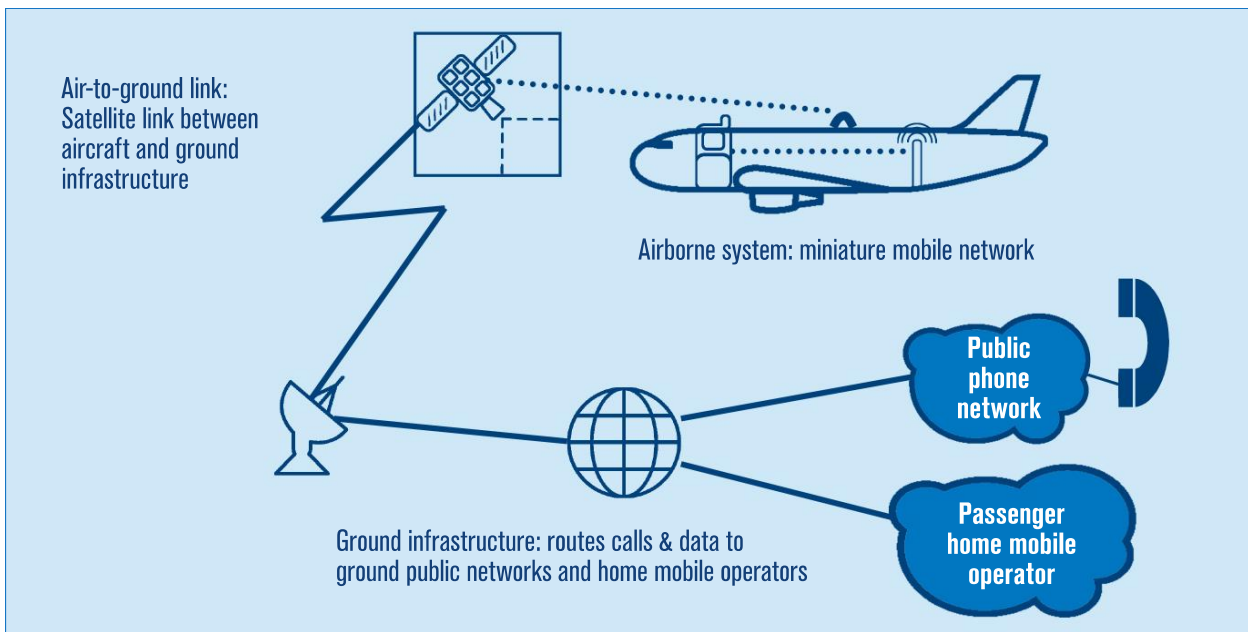 Air-to-ground link:
Satellite link between
aircraft and ground
infrastructure
Airborne system: miniature mobile network
Public
phone
network
Passenger
home mobile
operator
Ground infrastructure: routes calls & data to
ground public networks and home mobile operators